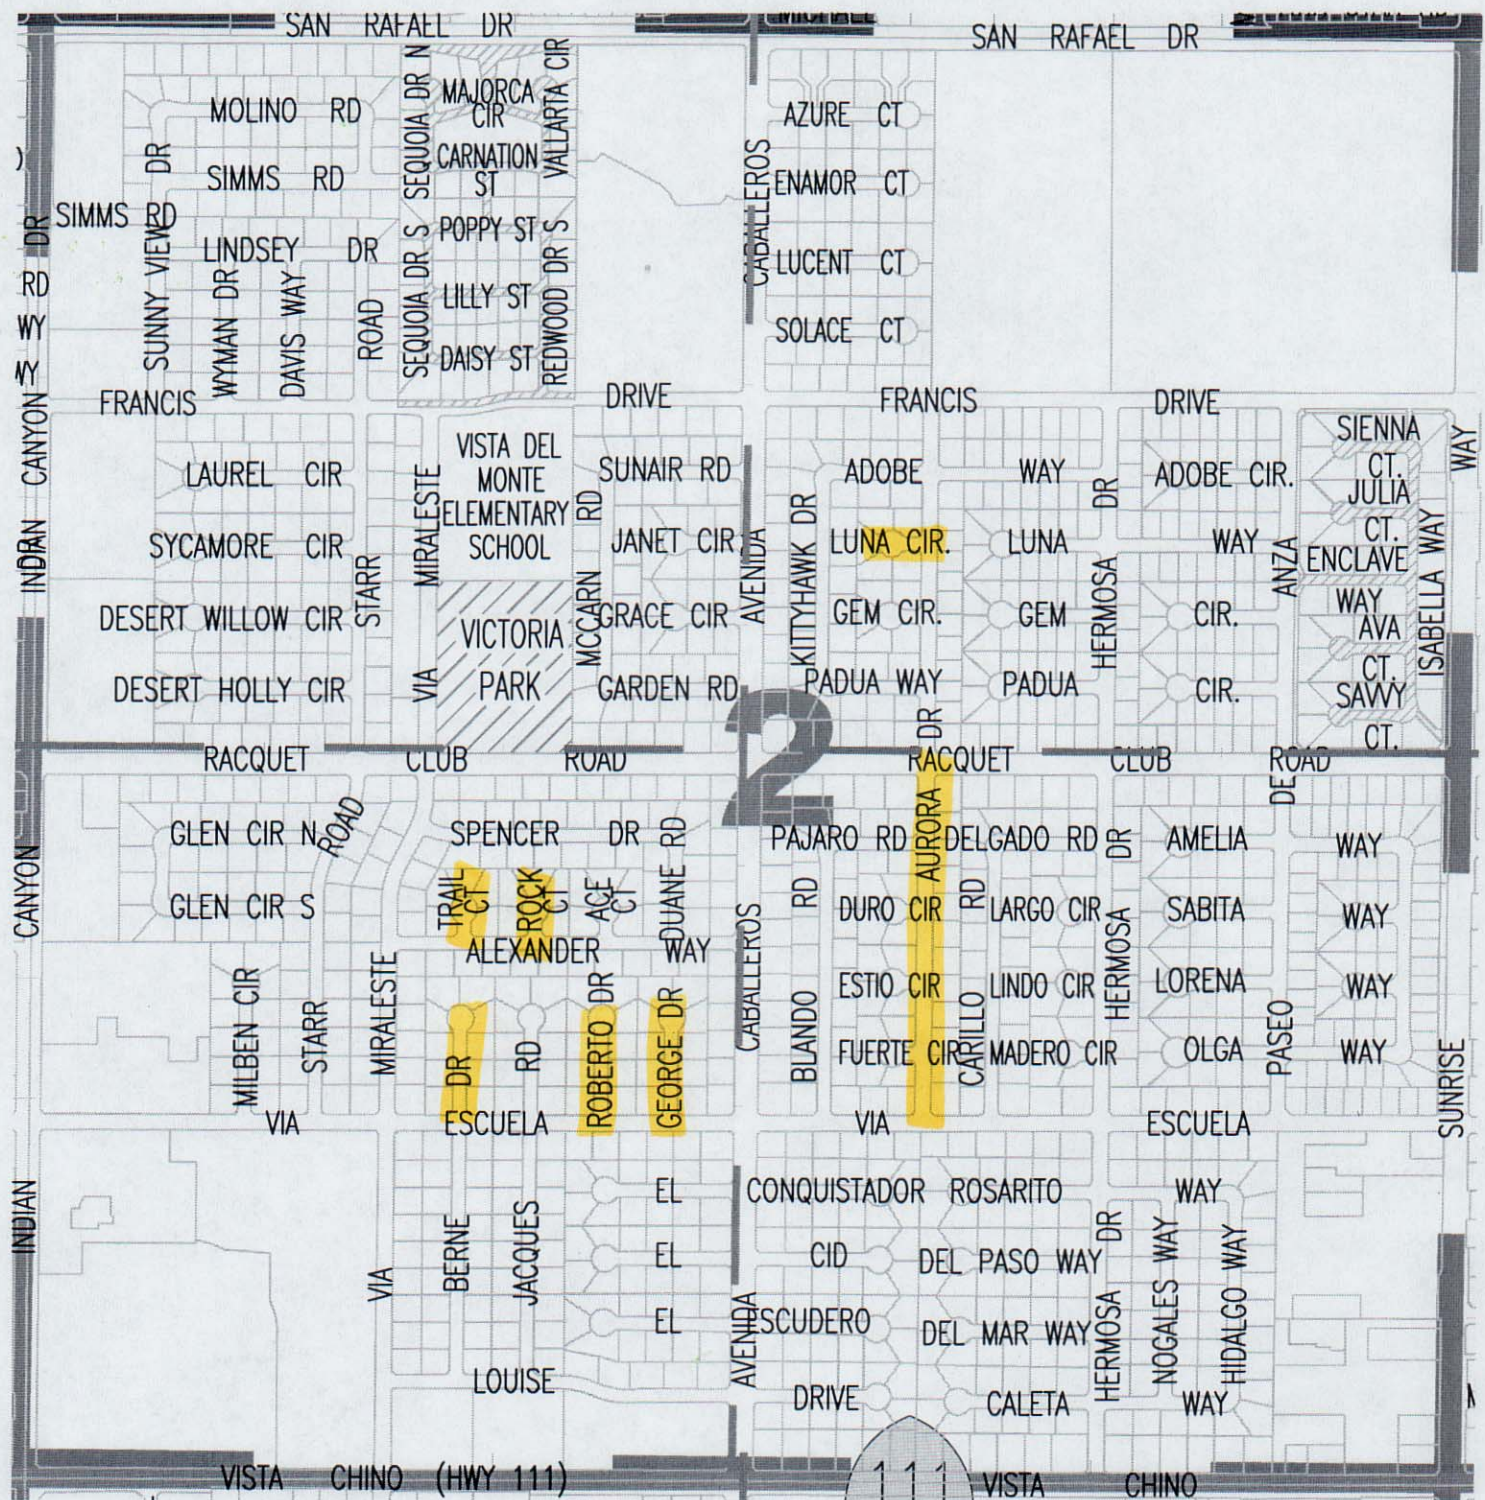 SAN RAFAEL DR
MICHAEL
SAN RAFAEL DR
SEQUOIA DR N
MAJORCA
CIR
VALLARTA CIR
MOLINO RD
AZURE CT
CARNATION
ST
SIMMS RD
ENAMOR CT
CABALLEROS
SIMMS RD
SUNNY VIEW DR
POPPY ST
LINDSEY DR
LUCENT CT
DR
RD
WY
WY
WYMAN DR
DAVIS WAY
ROAD
SEQUOIA DR S
LILLY ST
REDWOOD DR S
SOLACE CT
DAISY ST
FRANCIS DRIVE
FRANCIS DRIVE
INDIAN CANYON
DR
VISTA DEL
MONTE
ELEMENTARY
SCHOOL
SUNAIR RD
ADOBE WAY
ADOBE CIR.
SIENNA
CT.
WAY
LAUREL CIR
MIRALESTE
MCCARN RD
KITTYHAWK DR
HERMOSA DR
JULIA
CT.
SYCAMORE CIR
JANET CIR
AVENIDA
LUNA CIR.
LUNA WAY
ANZA
ENCLAVE
WAY
ISABELLA WAY
STARR
DESERT WILLOW CIR
VICTORIA
PARK
GRACE CIR
GEM CIR.
GEM CIR.
AVA
CT.
DESERT HOLLY CIR
VIA
GARDEN RD
PADUA WAY
PADUA CIR.
SAVVY
CT.
2
RACQUET CLUB ROAD
RACQUET CLUB ROAD
AURORA DR
DE
GLEN CIR N
ROAD
SPENCER DR
DUANE RD
PAJARO RD
DELGADO RD
HERMOSA DR
AMELIA WAY
CANYON
GLEN CIR S
TRAIL
CT
ROCK
CT
ACE
CT
BLANDO RD
DURO CIR
CARILLO RD
LARGO CIR
SABITA WAY
ALEXANDER WAY
CABALLEROS
MILBEN CIR
STARR
MIRALESTE
DR
RD
ROBERTO DR
GEORGE DR
ESTIO CIR
LINDO CIR
LORENA WAY
PASEO
FUERTE CIR
MADERO CIR
OLGA WAY
SUNRISE
VIA ESCUELA
VIA ESCUELA
INDIAN
EL CONQUISTADOR
ROSARITO WAY
BERNE
JACQUES
HERMOSA DR
NOGALES WAY
HIDALGO WAY
VIA
EL CID
DEL PASO WAY
EL ESCUDERO
AVENIDA
DEL MAR WAY
LOUISE DRIVE
CALETA WAY
VISTA CHINO (HWY 111)
111
VISTA CHINO